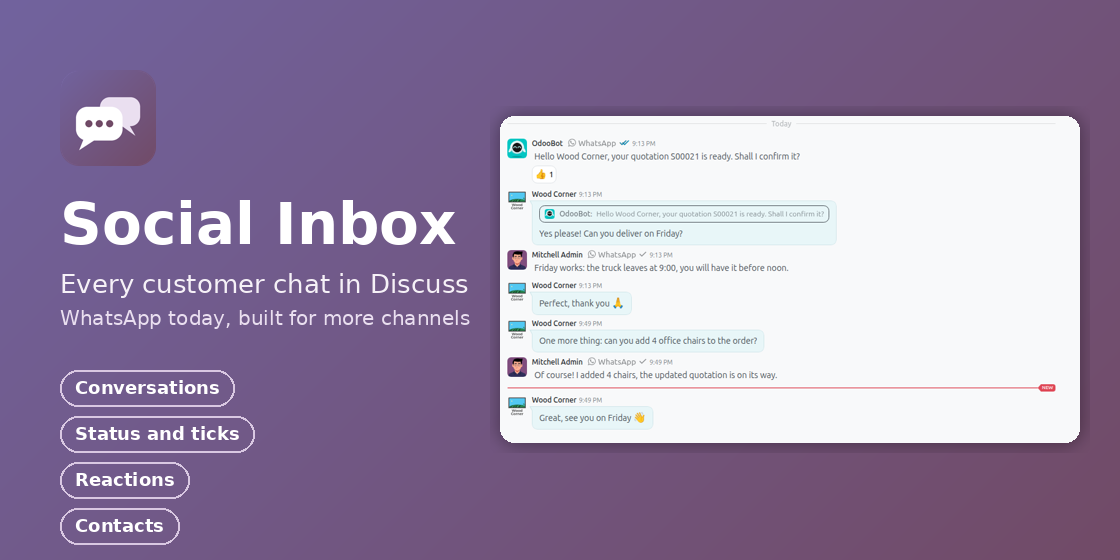 Social Inbox
Every customer chat in Discuss
WhatsApp today, built for more channels
Conversations
Status and ticks
Reactions
Contacts
Today
OdooBot WhatsApp 9:13 PM
Hello Wood Corner, your quotation S00021 is ready. Shall I confirm it?
👍 1
Wood Corner 9:13 PM
OdooBot: Hello Wood Corner, your quotation S00021 is ready. Shall I confirm it?
Yes please! Can you deliver on Friday?
Mitchell Admin WhatsApp 9:13 PM
Friday works: the truck leaves at 9:00, you will have it before noon.
Wood Corner 9:13 PM
Perfect, thank you 🙏
Wood Corner 9:49 PM
One more thing: can you add 4 office chairs to the order?
Mitchell Admin WhatsApp 9:49 PM
Of course! I added 4 chairs, the updated quotation is on its way.
NEW
Wood Corner 9:49 PM
Great, see you on Friday 👋